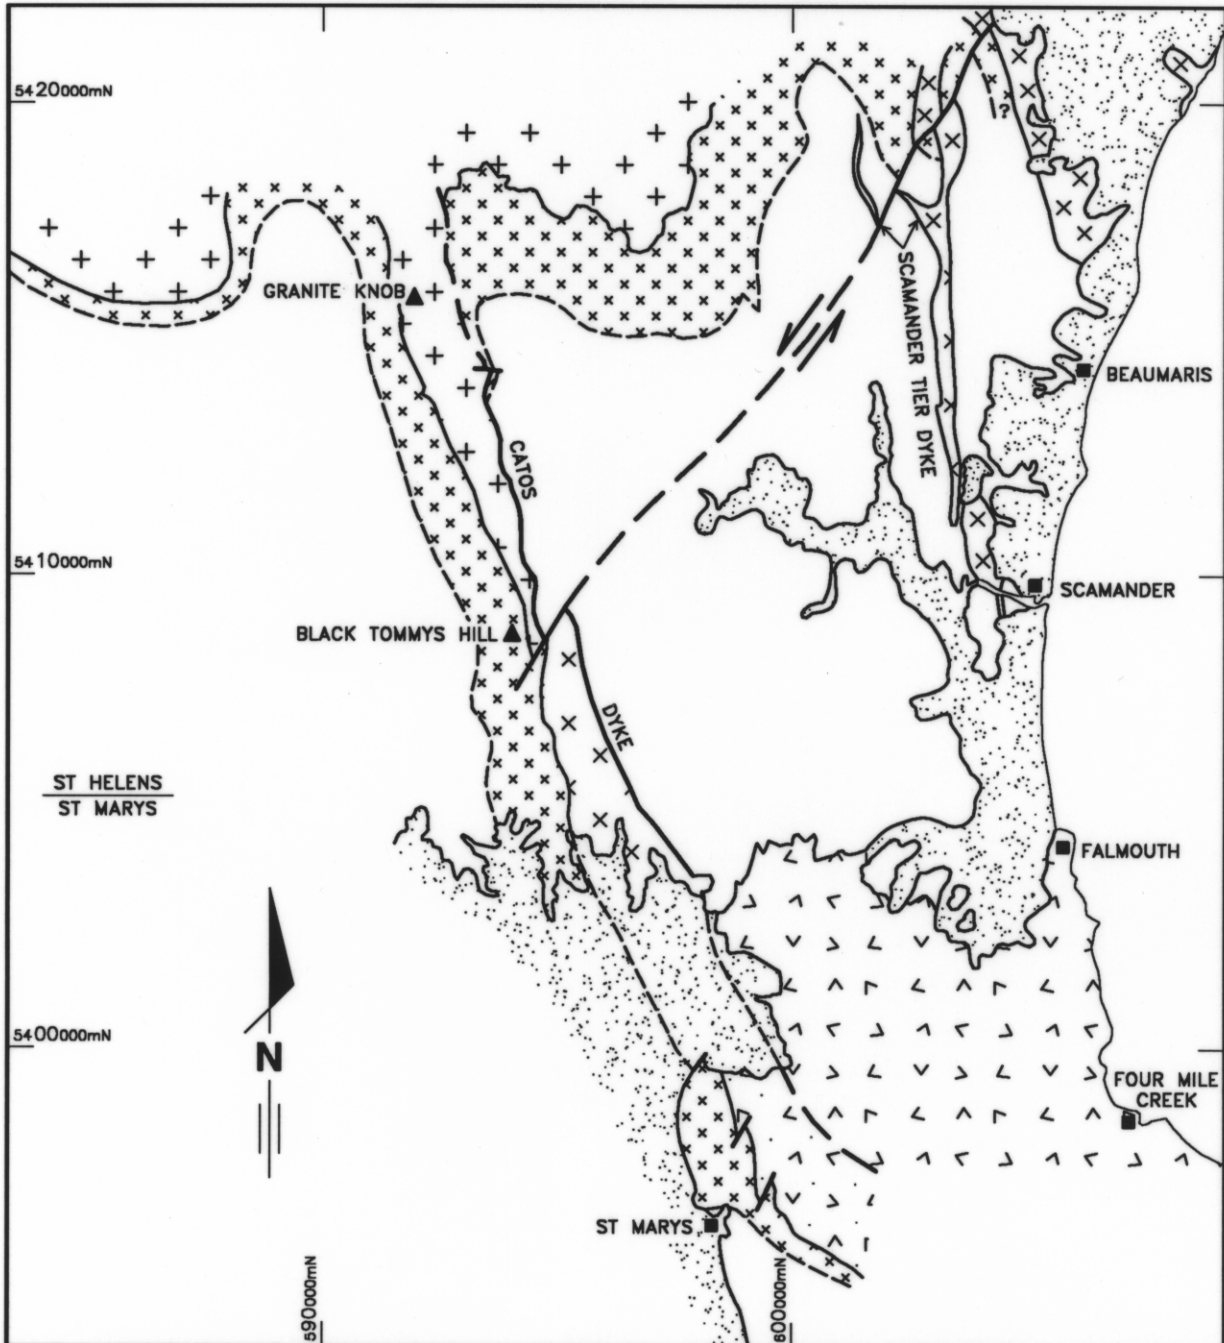 5420000mN
?
GRANITE KNOB
SCAMANDER TIER DYKE
BEAUMARIS
CATOS
5410000mN
SCAMANDER
BLACK TOMMYS HILL
DYKE
ST HELENS
ST MARYS
FALMOUTH
5400000mN
N
FOUR MILE
CREEK
ST MARYS
590000mN
600000mN